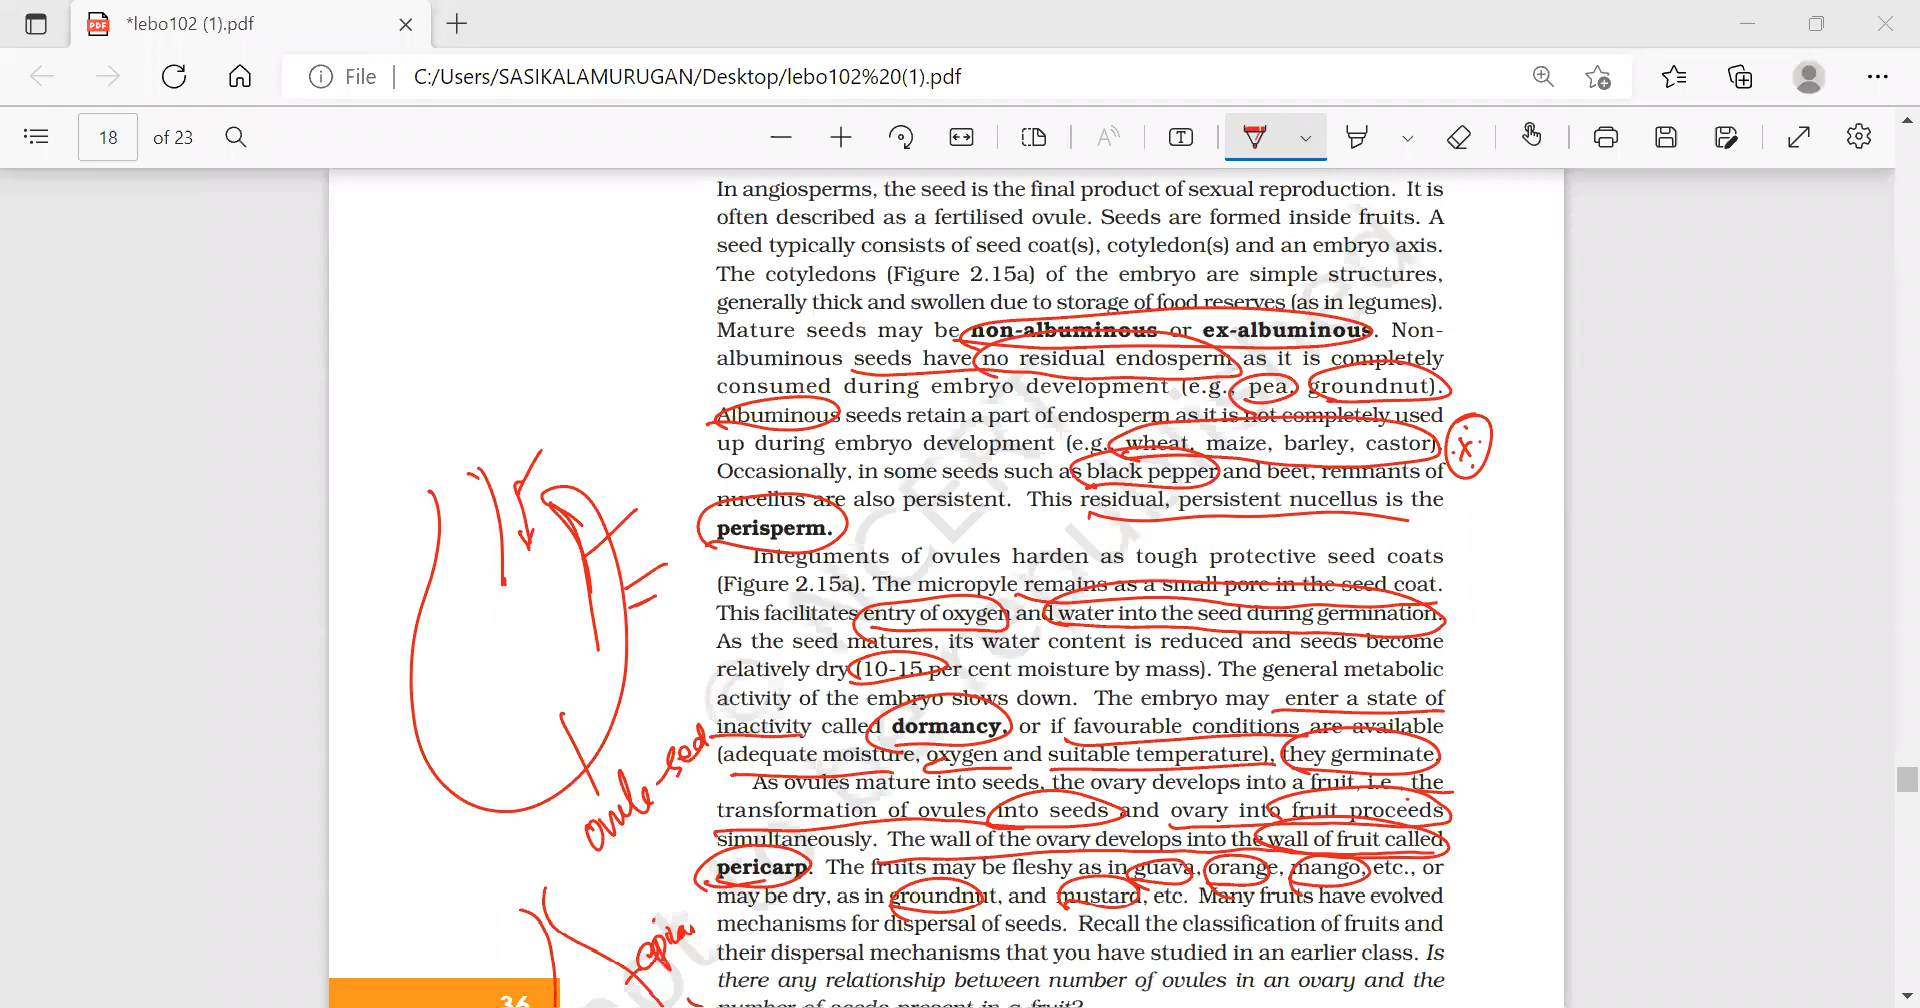 *lebo102 (1).pdf
File
C:/Users/SASIKALAMURUGAN/Desktop/lebo102%20(1).pdf
18 of 23
In angiosperms, the seed is the final product of sexual reproduction. It is
often described as a fertilised ovule. Seeds are formed inside fruits. A
seed typically consists of seed coat(s), cotyledon(s) and an embryo axis.
The cotyledons (Figure 2.15a) of the embryo are simple structures,
generally thick and swollen due to storage of food reserves (as in legumes).
Mature seeds may be non-albuminous or ex-albuminous. Non-
albuminous seeds have no residual endosperm as it is completely
consumed during embryo development (e.g., pea, groundnut).
Albuminous seeds retain a part of endosperm as it is not completely used
up during embryo development (e.g., wheat, maize, barley, castor).
Occasionally, in some seeds such as black pepper and beet, remnants of
nucellus are also persistent. This residual, persistent nucellus is the
perisperm.
Integuments of ovules harden as tough protective seed coats
(Figure 2.15a). The micropyle remains as a small pore in the seed coat.
This facilitates entry of oxygen and water into the seed during germination.
As the seed matures, its water content is reduced and seeds become
relatively dry (10-15 per cent moisture by mass). The general metabolic
activity of the embryo slows down. The embryo may enter a state of
inactivity called dormancy, or if favourable conditions are available
(adequate moisture, oxygen and suitable temperature), they germinate.
ovule - seed
As ovules mature into seeds, the ovary develops into a fruit, i.e., the
transformation of ovules into seeds and ovary into fruit proceeds
simultaneously. The wall of the ovary develops into the wall of fruit called
pericarp. The fruits may be fleshy as in guava, orange, mango, etc., or
may be dry, as in groundnut, and mustard, etc. Many fruits have evolved
mechanisms for dispersal of seeds. Recall the classification of fruits and
their dispersal mechanisms that you have studied in an earlier class. Is
there any relationship between number of ovules in an ovary and the
number of seeds present in a fruit?
36
© NCERT
not to be republished